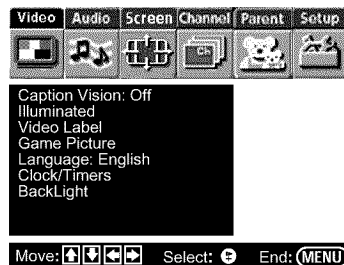 Video Audio Screen Channel Parent Setup
Ch
Caption Vision: Off
Illuminated
Video Label
Game Picture
Language: English
Clock/Timers
BackLight
Move: Select: End: MENU